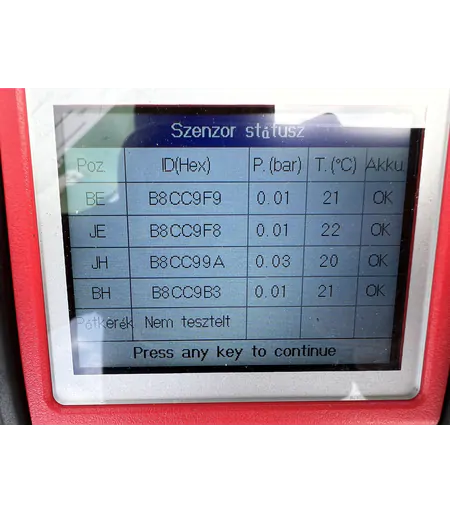 Szenzor státusz
Poz. ID(Hex) P.(bar) T.(°C) Akku.
BE B8CC9F9 0.01 21 OK
JE B8CC9F8 0.01 22 OK
JH B8CC99A 0.03 20 OK
BH B8CC9B3 0.01 21 OK
Pótkerék Nem tesztelt
Press any key to continue